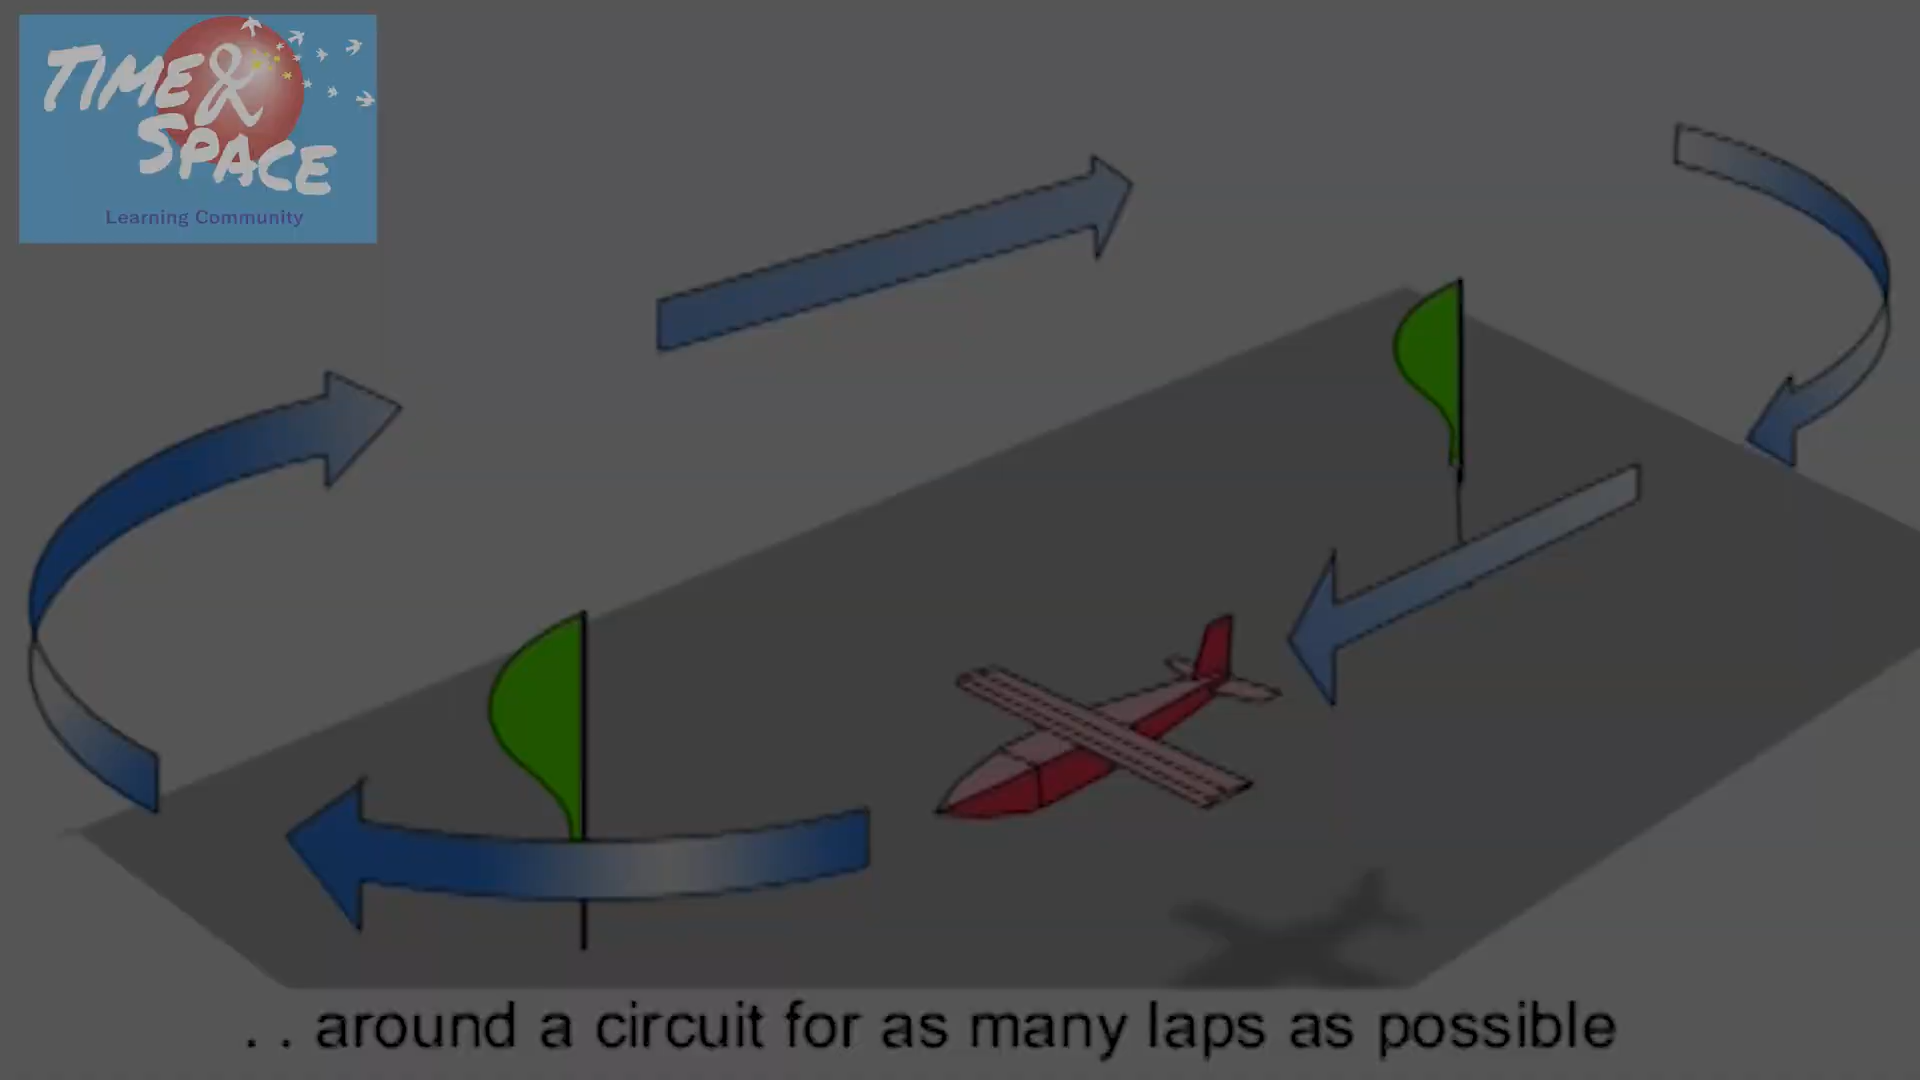 TIME &
SPACE
Learning Community
. . around a circuit for as many laps as possible